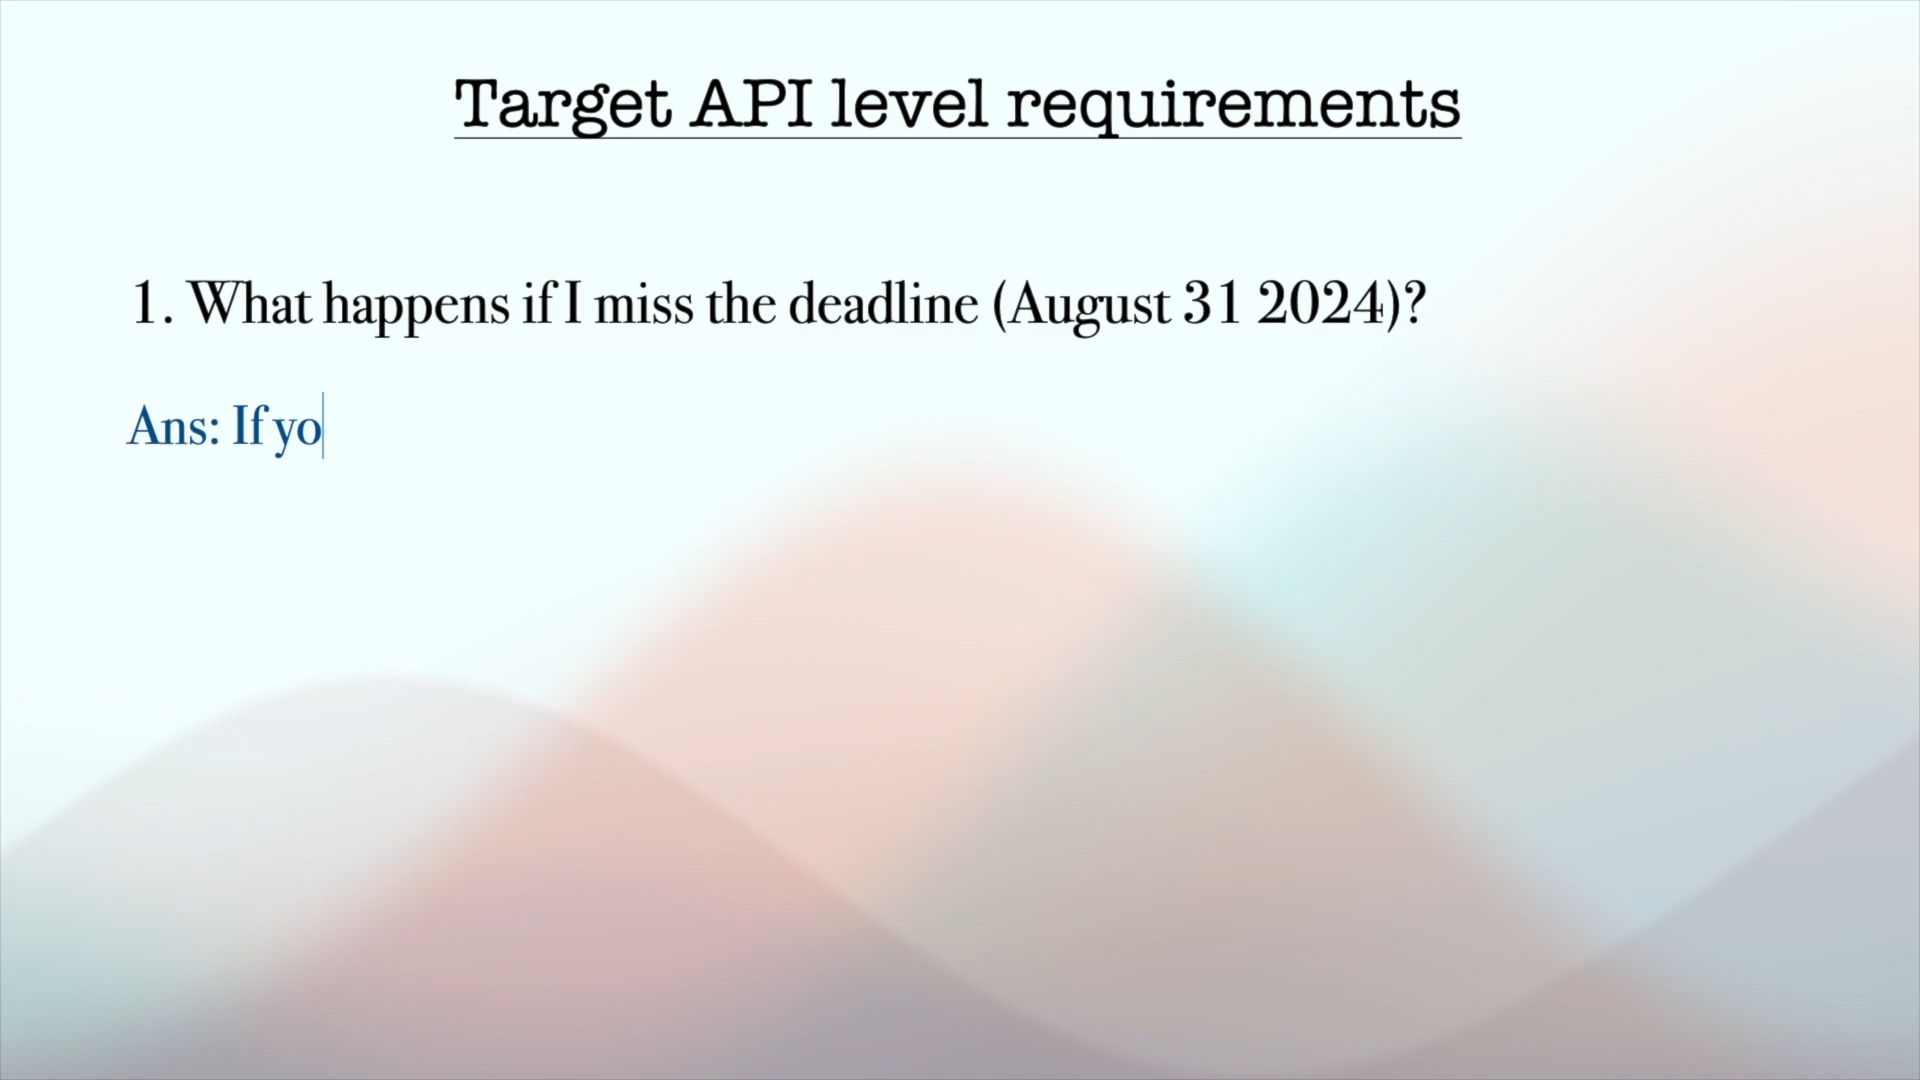 Target API level requirements
1. What happens if I miss the deadline (August 31 2024)?
Ans: If yo